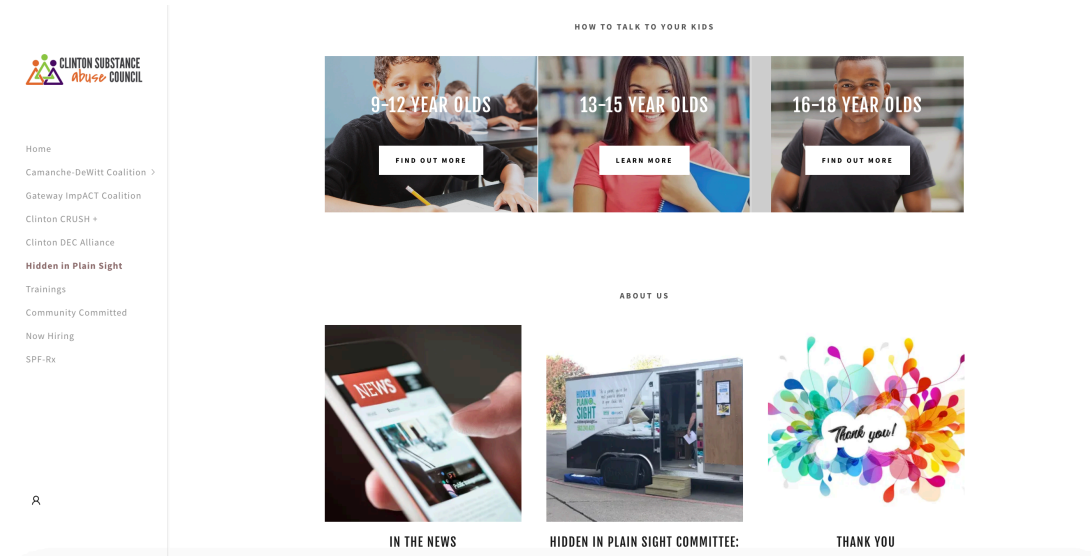 CLINTON SUBSTANCE
abuse COUNCIL
Home
Camanche-DeWitt Coalition
Gateway ImpACT Coalition
Clinton CRUSH +
Clinton DEC Alliance
Hidden in Plain Sight
Trainings
Community Committed
Now Hiring
SPF-Rx
HOW TO TALK TO YOUR KIDS
9-12 YEAR OLDS
FIND OUT MORE
13-15 YEAR OLDS
LEARN MORE
16-18 YEAR OLDS
FIND OUT MORE
ABOUT US
NEWS
IN THE NEWS
HIDDEN IN
PLAIN
SIGHT
HIDDEN IN PLAIN SIGHT COMMITTEE:
Thank you!
THANK YOU